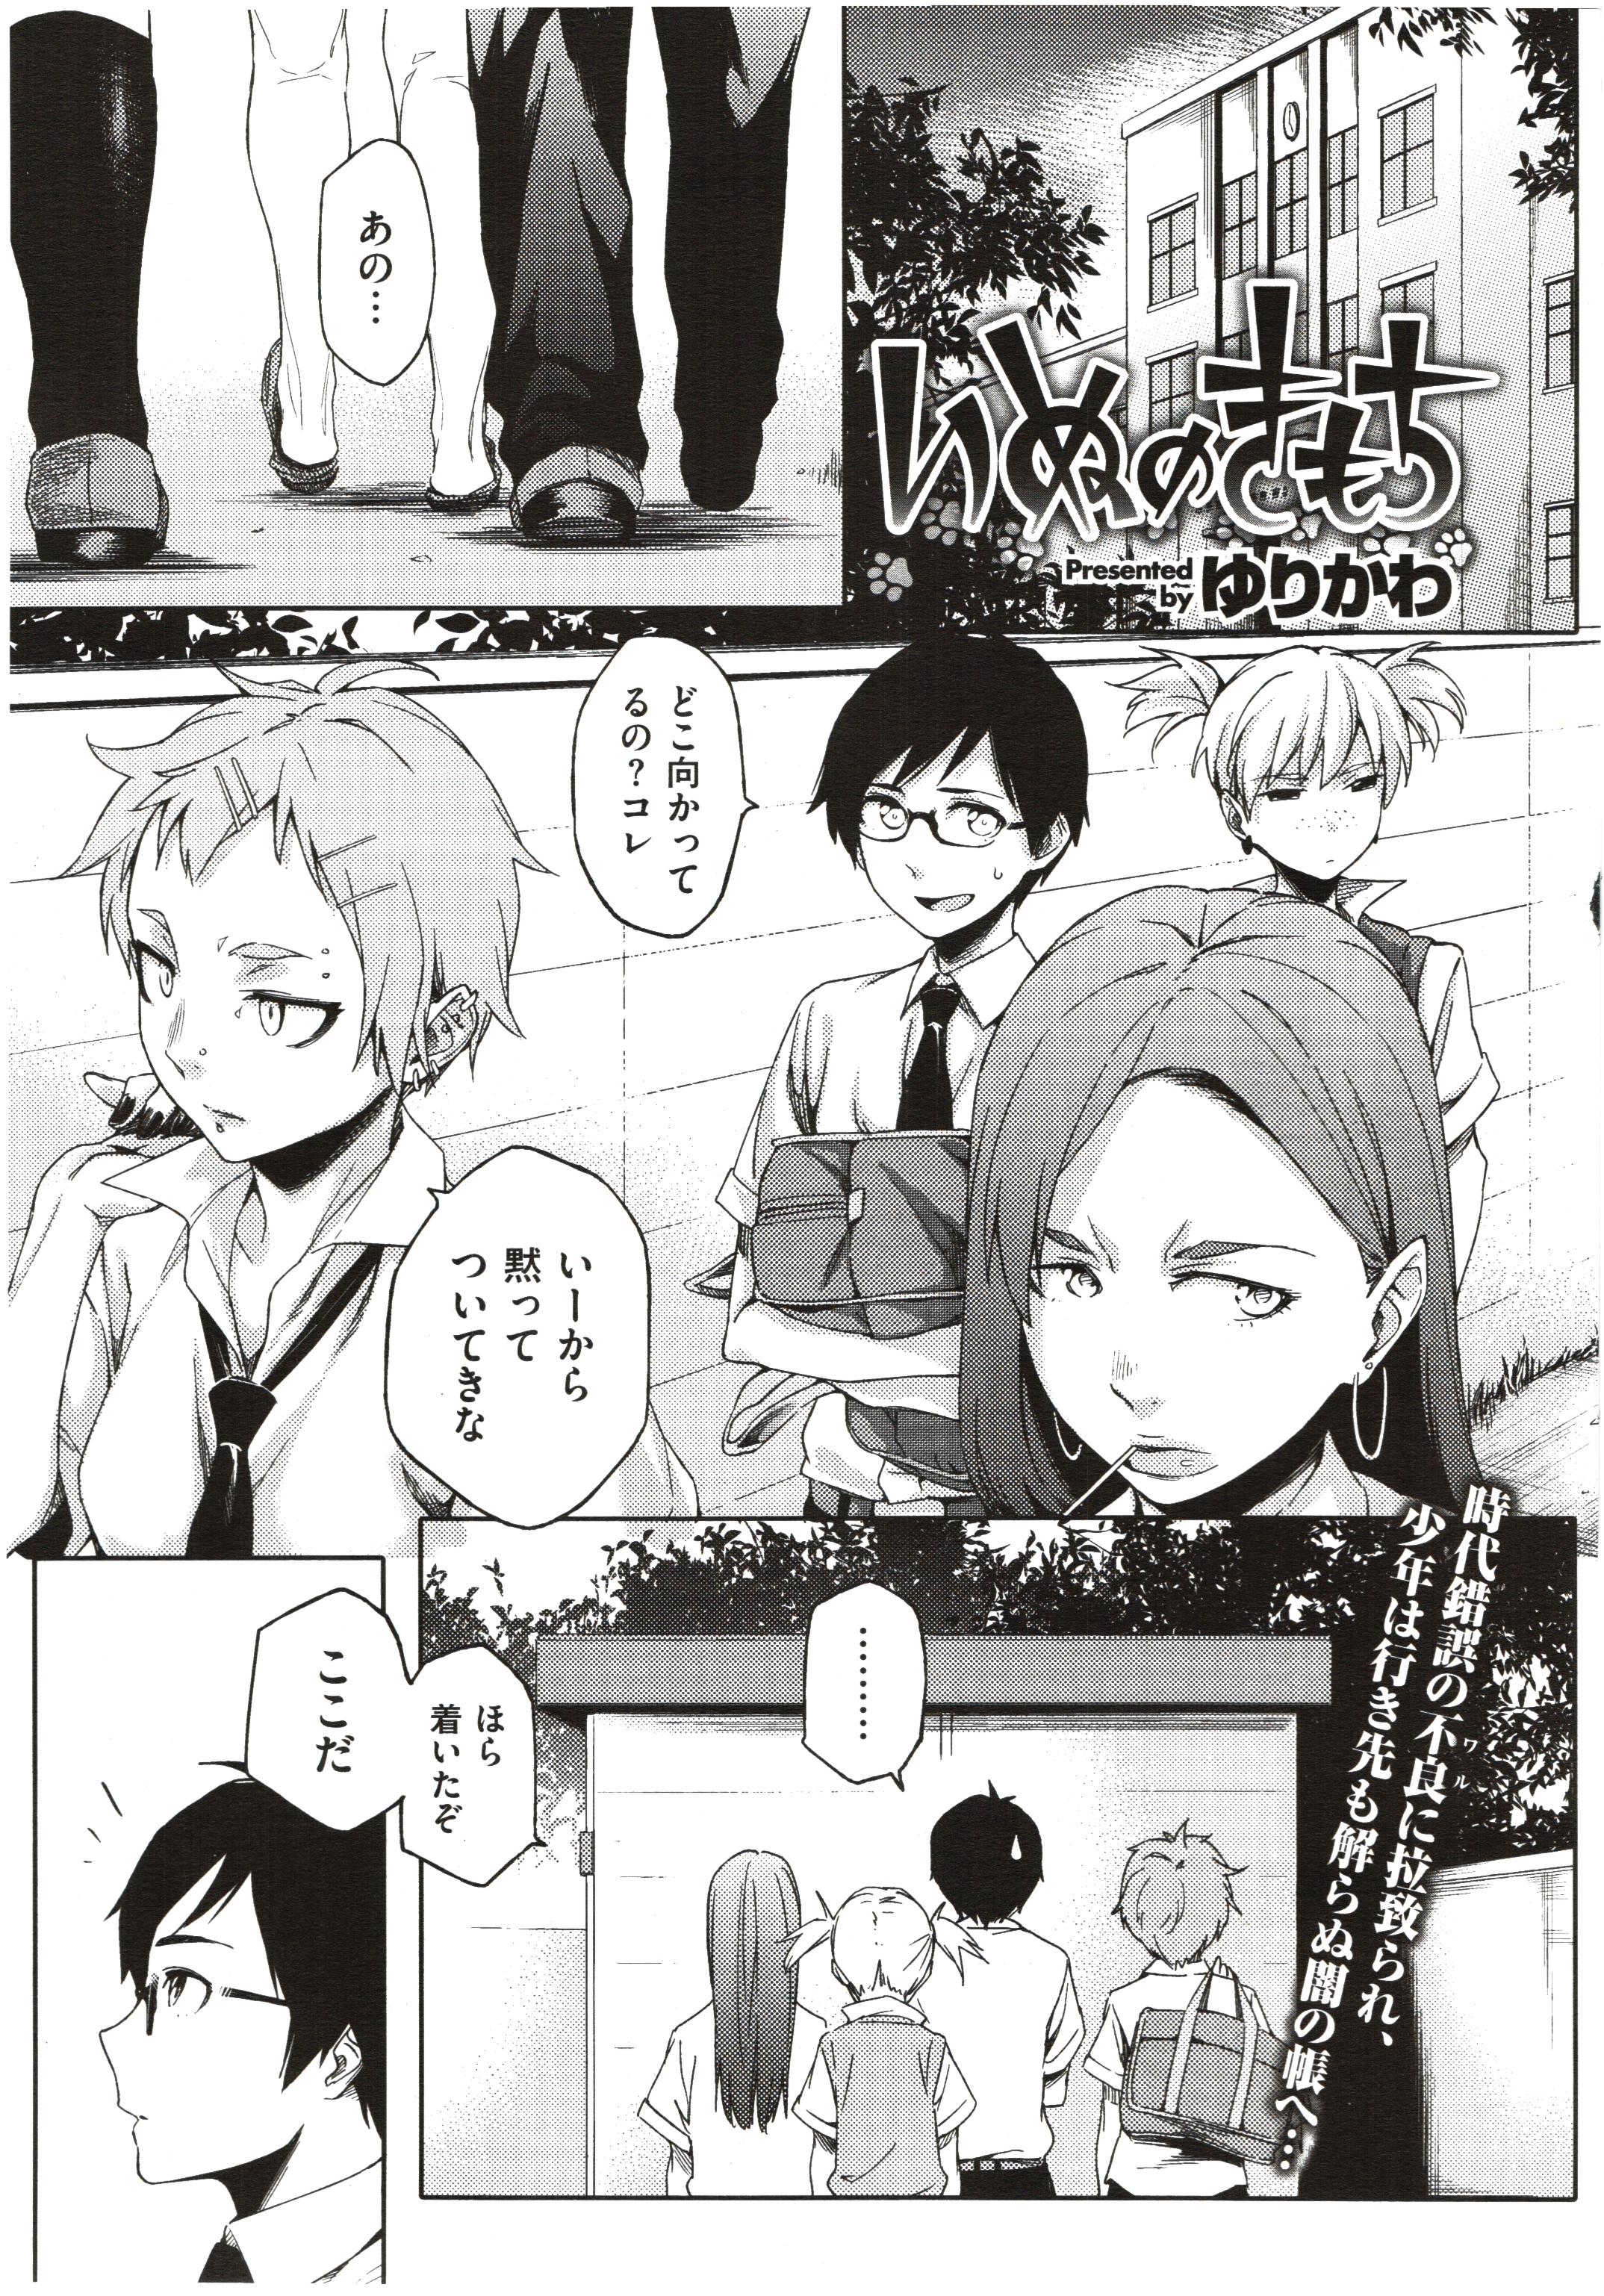 いぬのきもち
Presented
by ゆりかわ
あの…
どこ向かって
るの？コレ
いーから
黙って
ついてきな
時代錯誤の不良に拉致られ、
ワル
少年は行き先も解らぬ闇の帳へ…
………
ほら
着いたぞ
ここだ